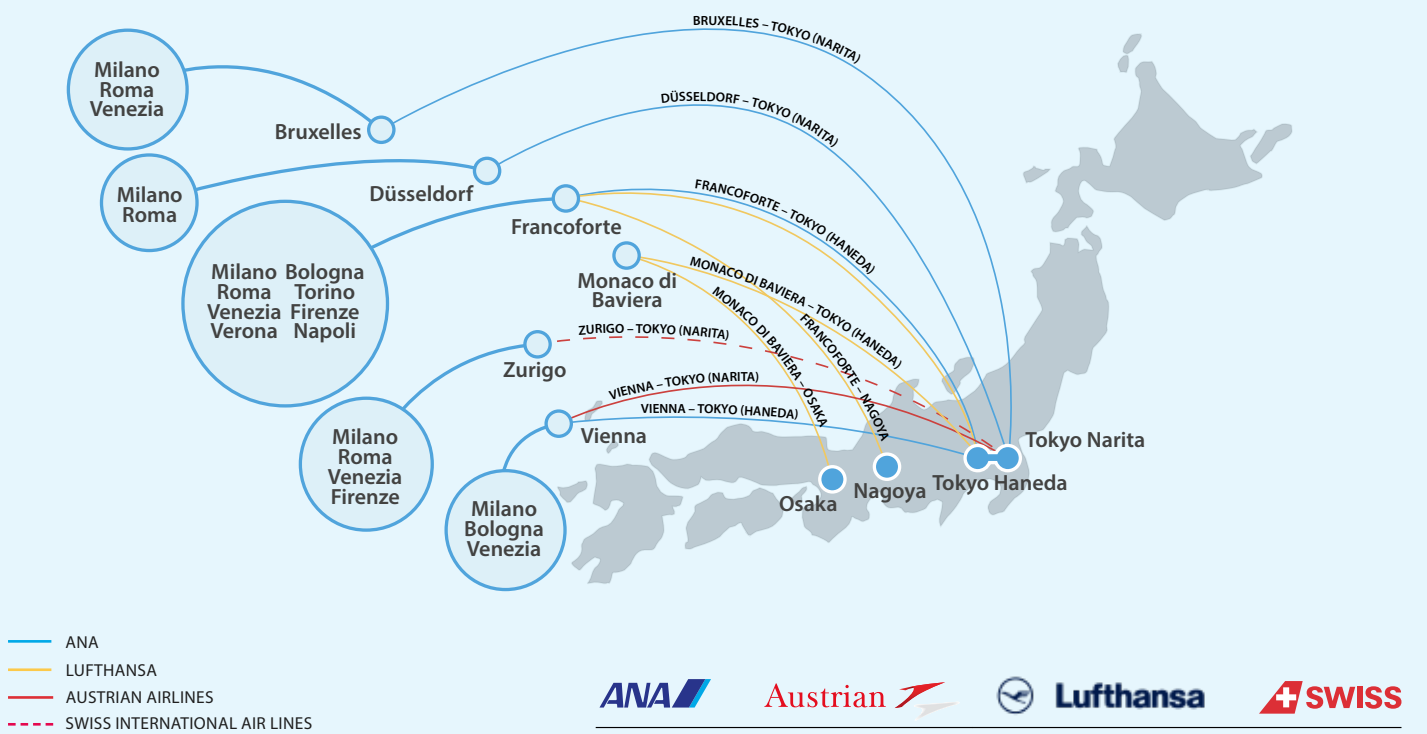 BRUXELLES – TOKYO (NARITA)
Milano
Roma
Venezia
Bruxelles
DÜSSELDORF – TOKYO (NARITA)
Milano
Roma
Düsseldorf
FRANCOFORTE – TOKYO (HANEDA)
Francoforte
Milano Bologna
Roma Torino
Venezia Firenze
Verona Napoli
MONACO DI BAVIERA – TOKYO (HANEDA)
Monaco di
Baviera
MONACO DI BAVIERA – OSAKA
FRANCOFORTE – NAGOYA
ZURIGO – TOKYO (NARITA)
Zurigo
VIENNA – TOKYO (NARITA)
VIENNA – TOKYO (HANEDA)
Vienna
Milano
Roma
Venezia
Firenze
Tokyo Narita
Tokyo Haneda
Nagoya
Osaka
Milano
Bologna
Venezia
ANA
LUFTHANSA
AUSTRIAN AIRLINES
SWISS INTERNATIONAL AIR LINES
ANA
Austrian
Lufthansa
SWISS